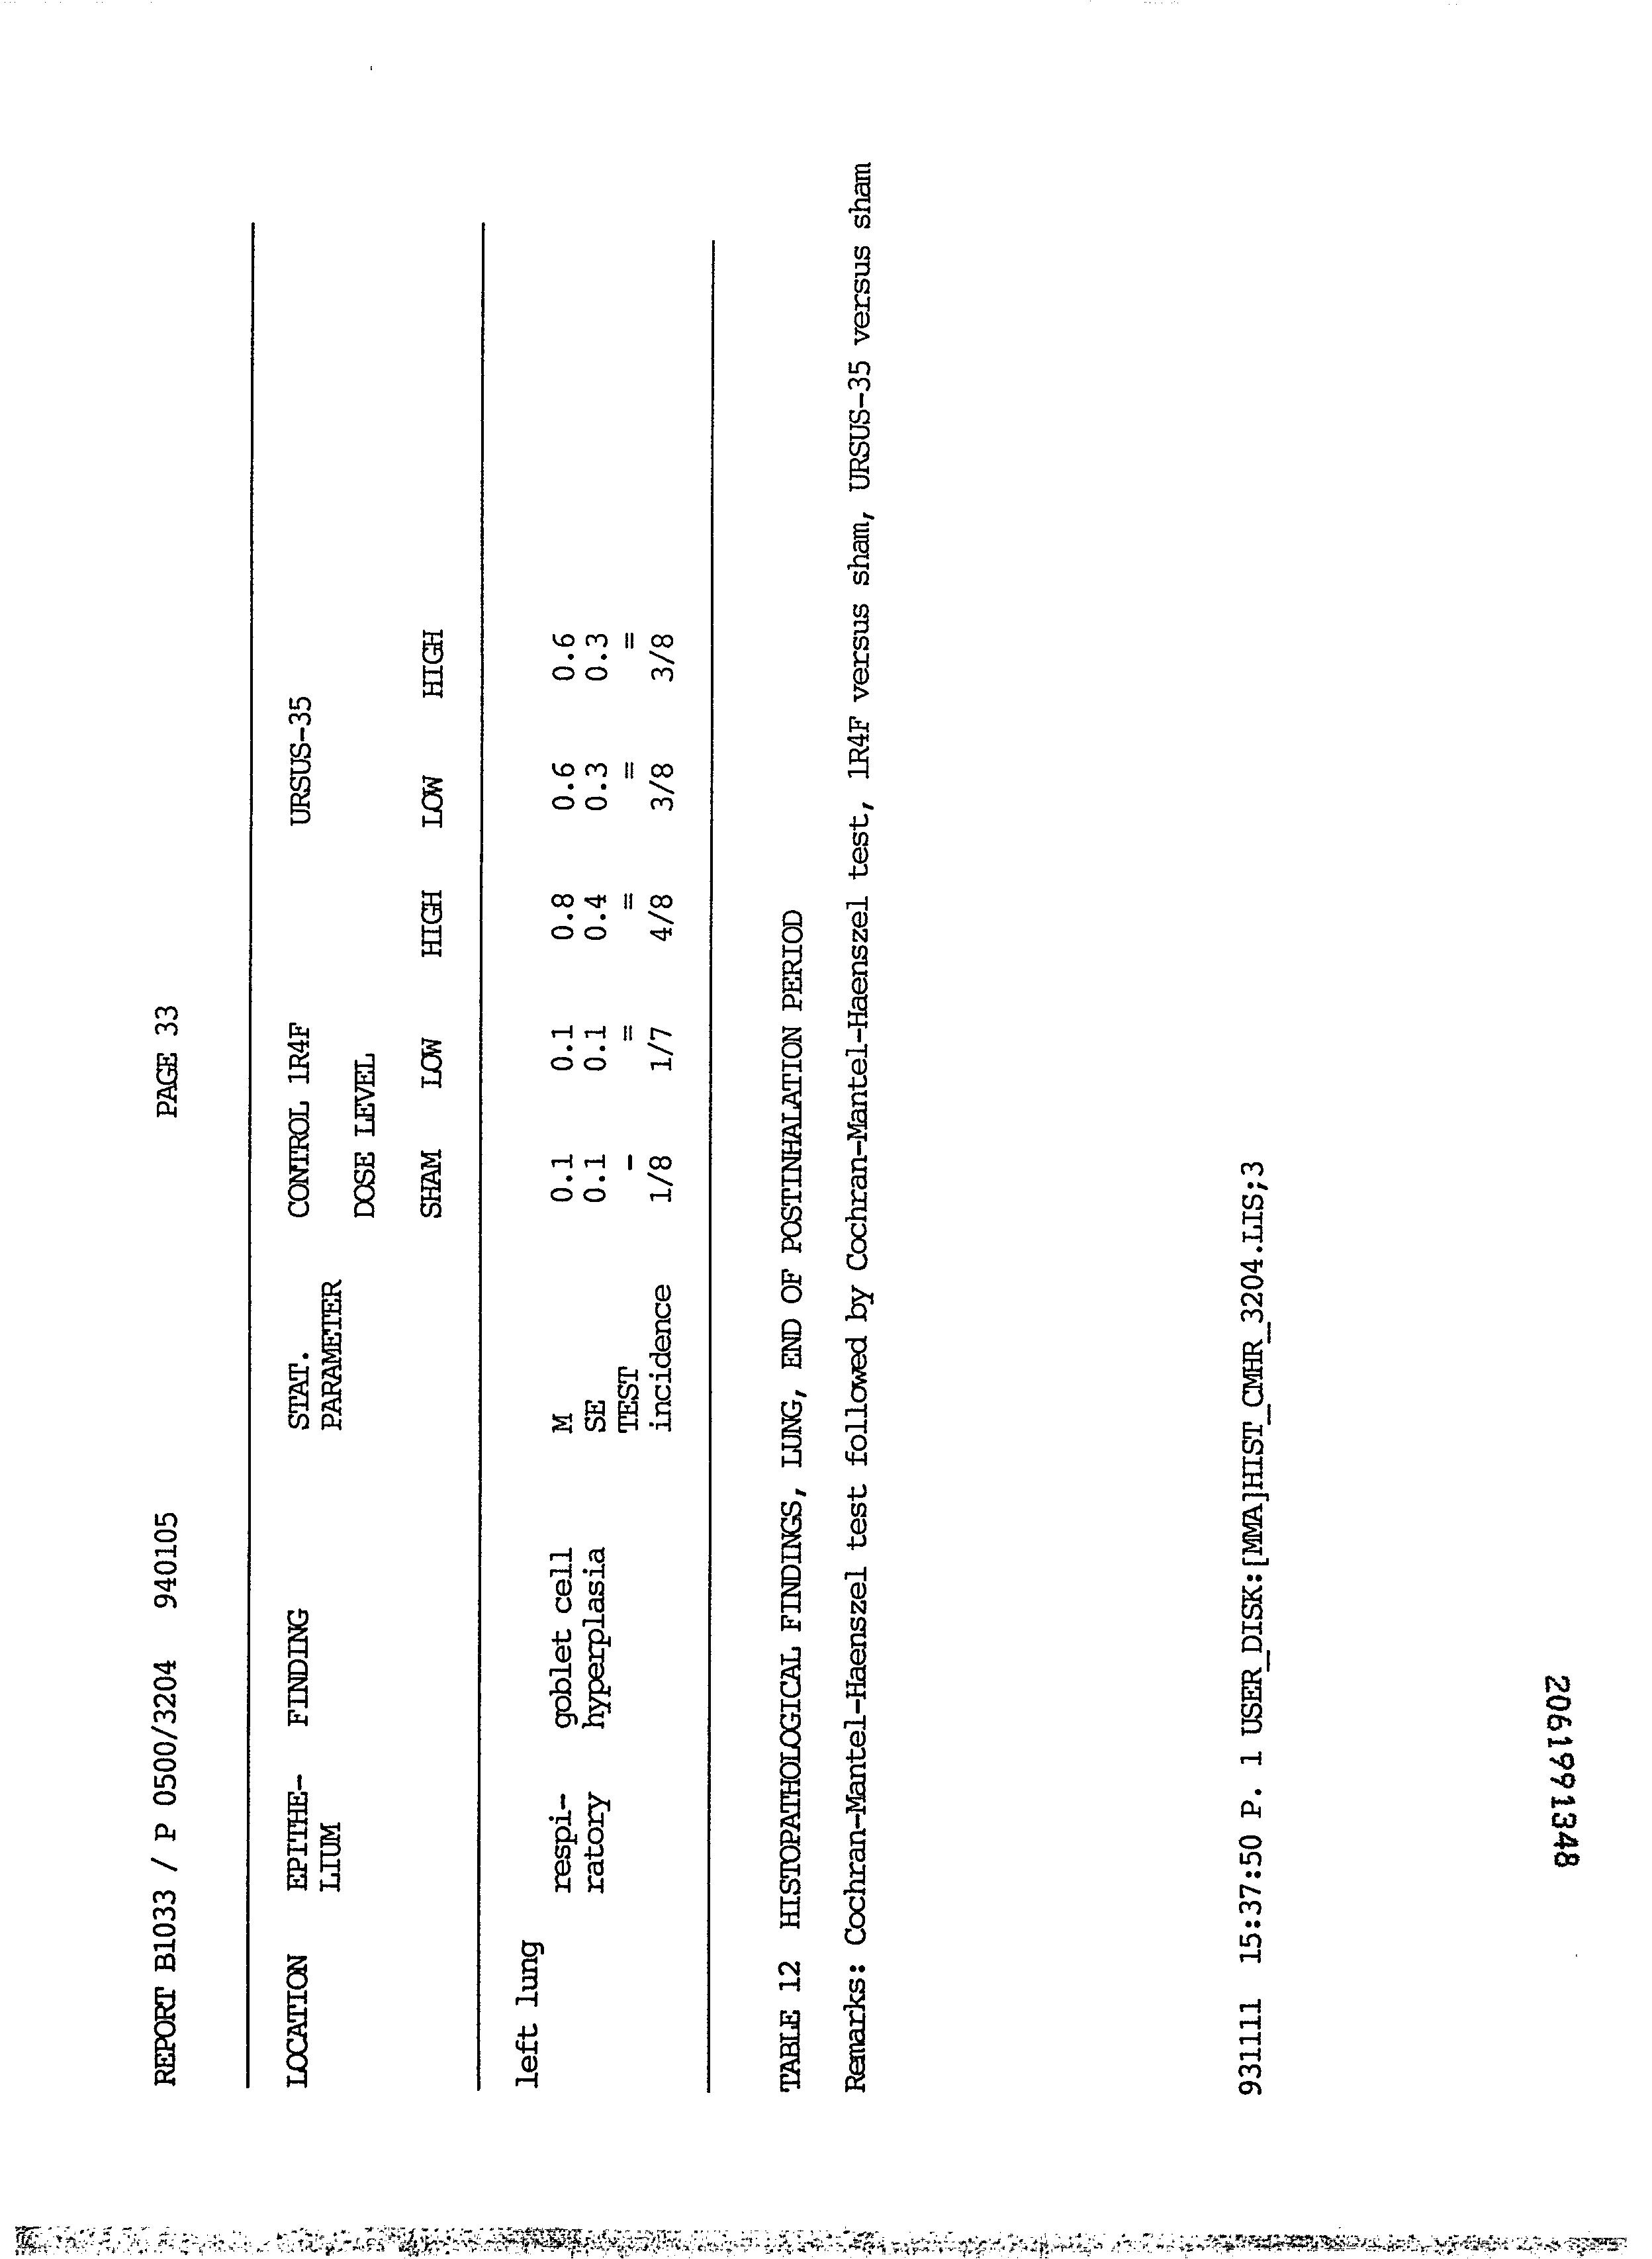 REPORT B1033 / P 0500/3204 940105 PAGE 33
LOCATION EPITHE- FINDING STAT. CONTROL 1R4F URSUS-35
LIUM PARAMETER
DOSE LEVEL
SHAM LOW HIGH LOW HIGH
left lung
respi- goblet cell M 0.1 0.1 0.8 0.6 0.6
ratory hyperplasia SE 0.1 0.1 0.4 0.3 0.3
TEST - = = = =
incidence 1/8 1/7 4/8 3/8 3/8
TABLE 12 HISTOPATHOLOGICAL FINDINGS, LUNG, END OF POSTINHALATION PERIOD
Remarks: Cochran-Mantel-Haenszel test followed by Cochran-Mantel-Haenszel test, 1R4F versus sham, URSUS-35 versus sham
931111 15:37:50 P. 1 USER_DISK:[MMA]HIST_CMHR_3204.LIS;3
2061991348